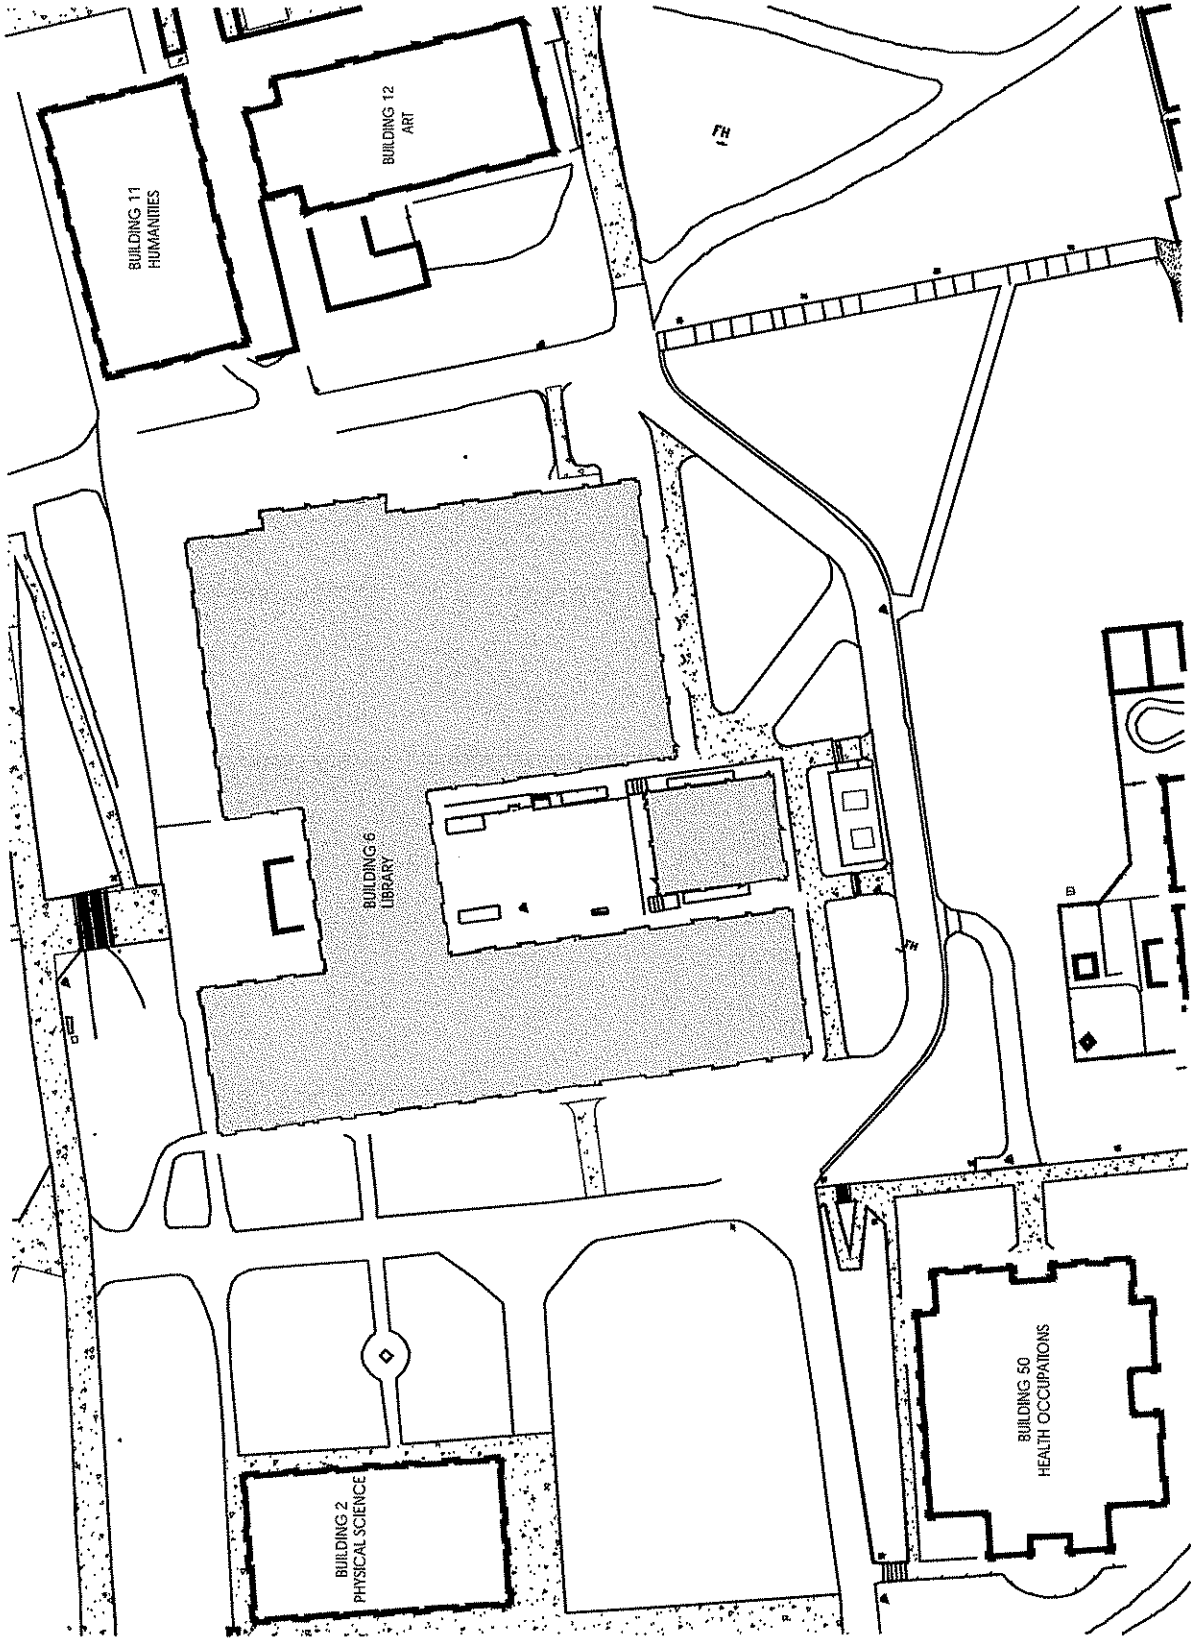 BUILDING 11
HUMANITIES
BUILDING 12
ART
FH
BUILDING 6
LIBRARY
FH
BUILDING 2
PHYSICAL SCIENCE
BUILDING 50
HEALTH OCCUPATIONS